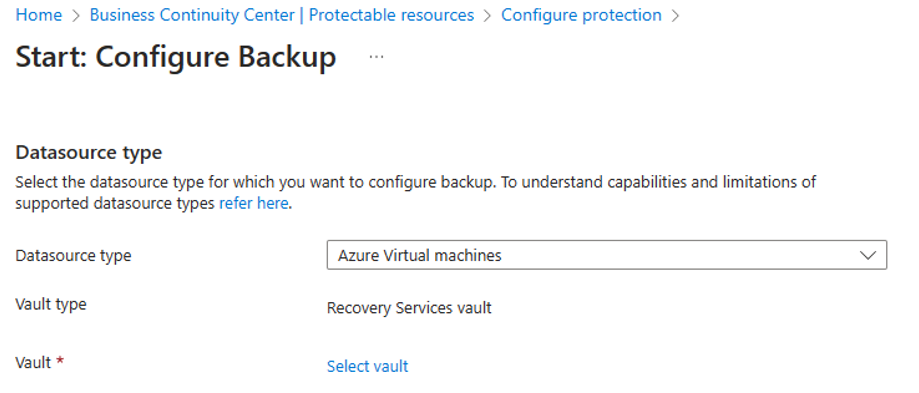 Home > Business Continuity Center | Protectable resources > Configure protection >
Start: Configure Backup ...
Datasource type
Select the datasource type for which you want to configure backup. To understand capabilities and limitations of
supported datasource types refer here.
Datasource type Azure Virtual machines
Vault type Recovery Services vault
Vault * Select vault